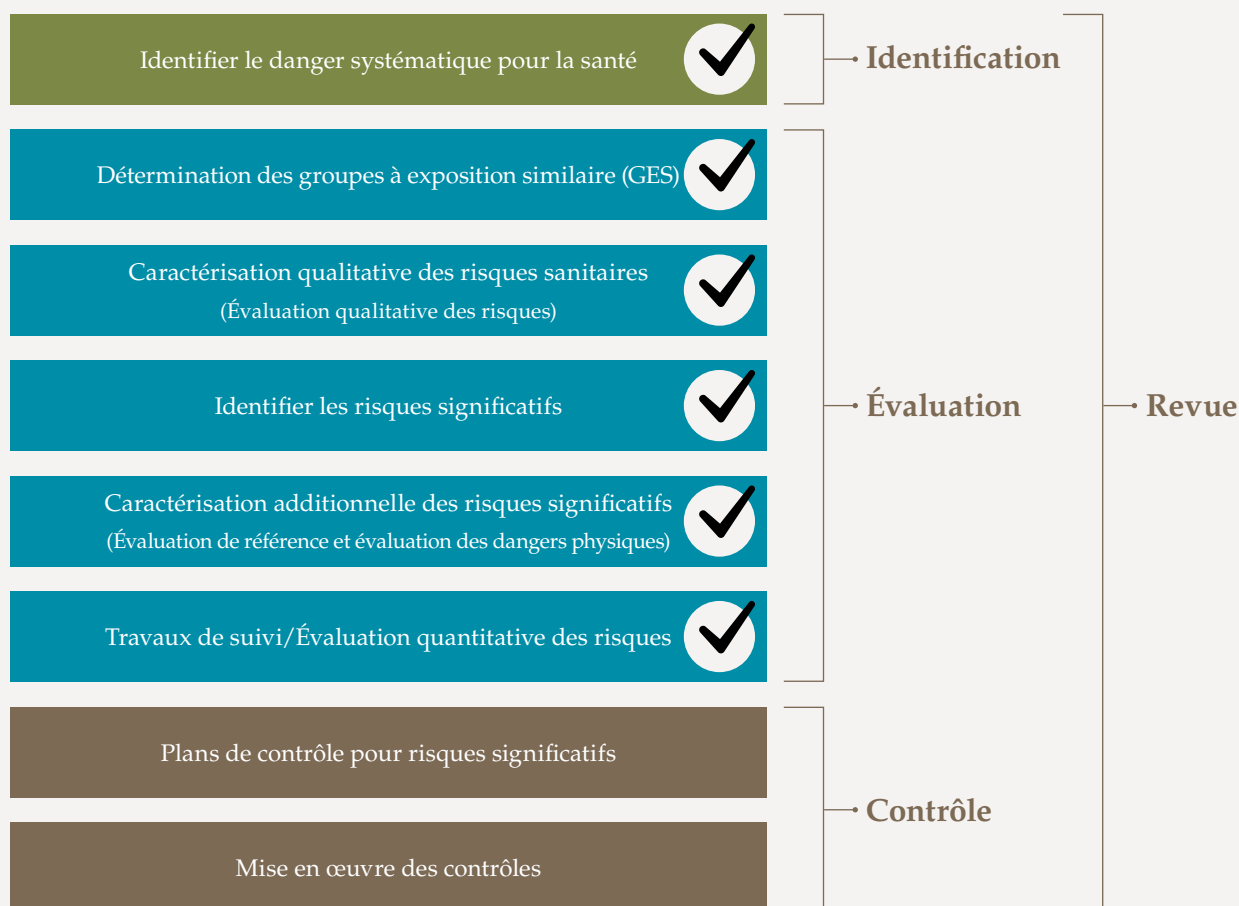 Identifier le danger systématique pour la santé
Identification
Détermination des groupes à exposition similaire (GES)
Caractérisation qualitative des risques sanitaires
(Évaluation qualitative des risques)
Identifier les risques significatifs
Évaluation
Revue
Caractérisation additionnelle des risques significatifs
(Évaluation de référence et évaluation des dangers physiques)
Travaux de suivi/Évaluation quantitative des risques
Plans de contrôle pour risques significatifs
Contrôle
Mise en œuvre des contrôles